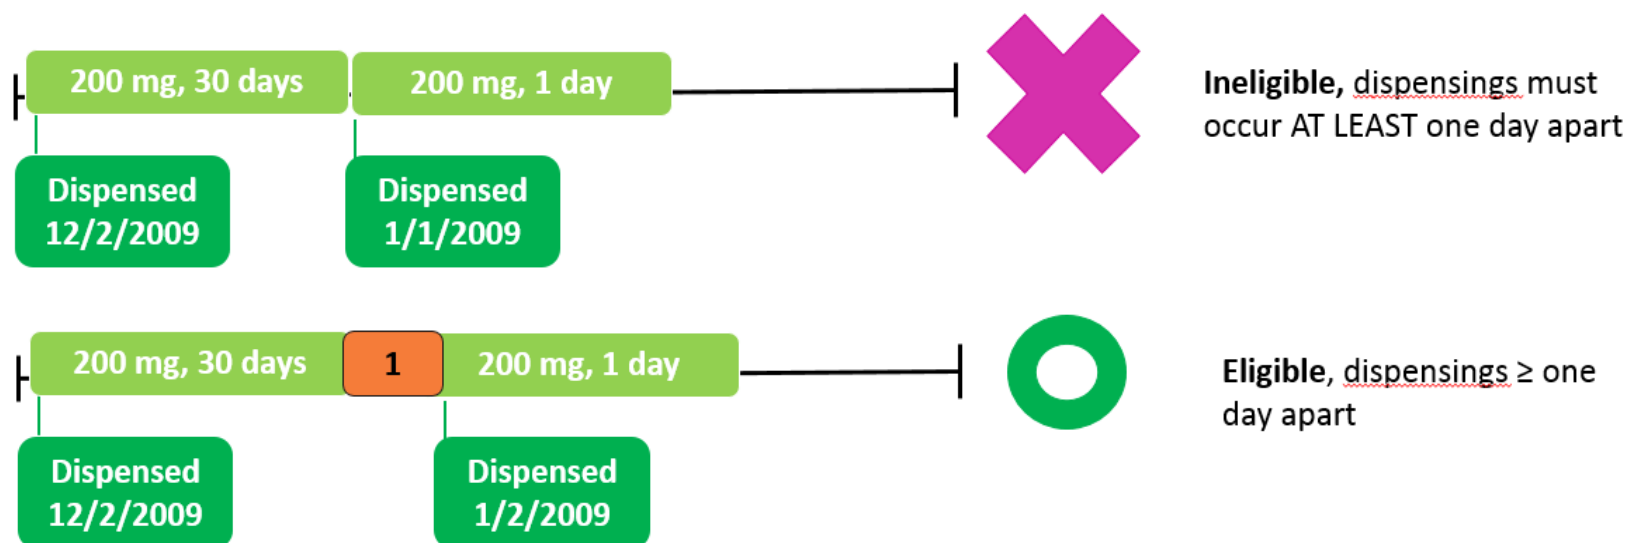 200 mg, 30 days
200 mg, 1 day
Ineligible, dispensings must
occur AT LEAST one day apart
Dispensed
12/2/2009
Dispensed
1/1/2009
200 mg, 30 days
1
200 mg, 1 day
Eligible, dispensings ≥ one
day apart
Dispensed
12/2/2009
Dispensed
1/2/2009